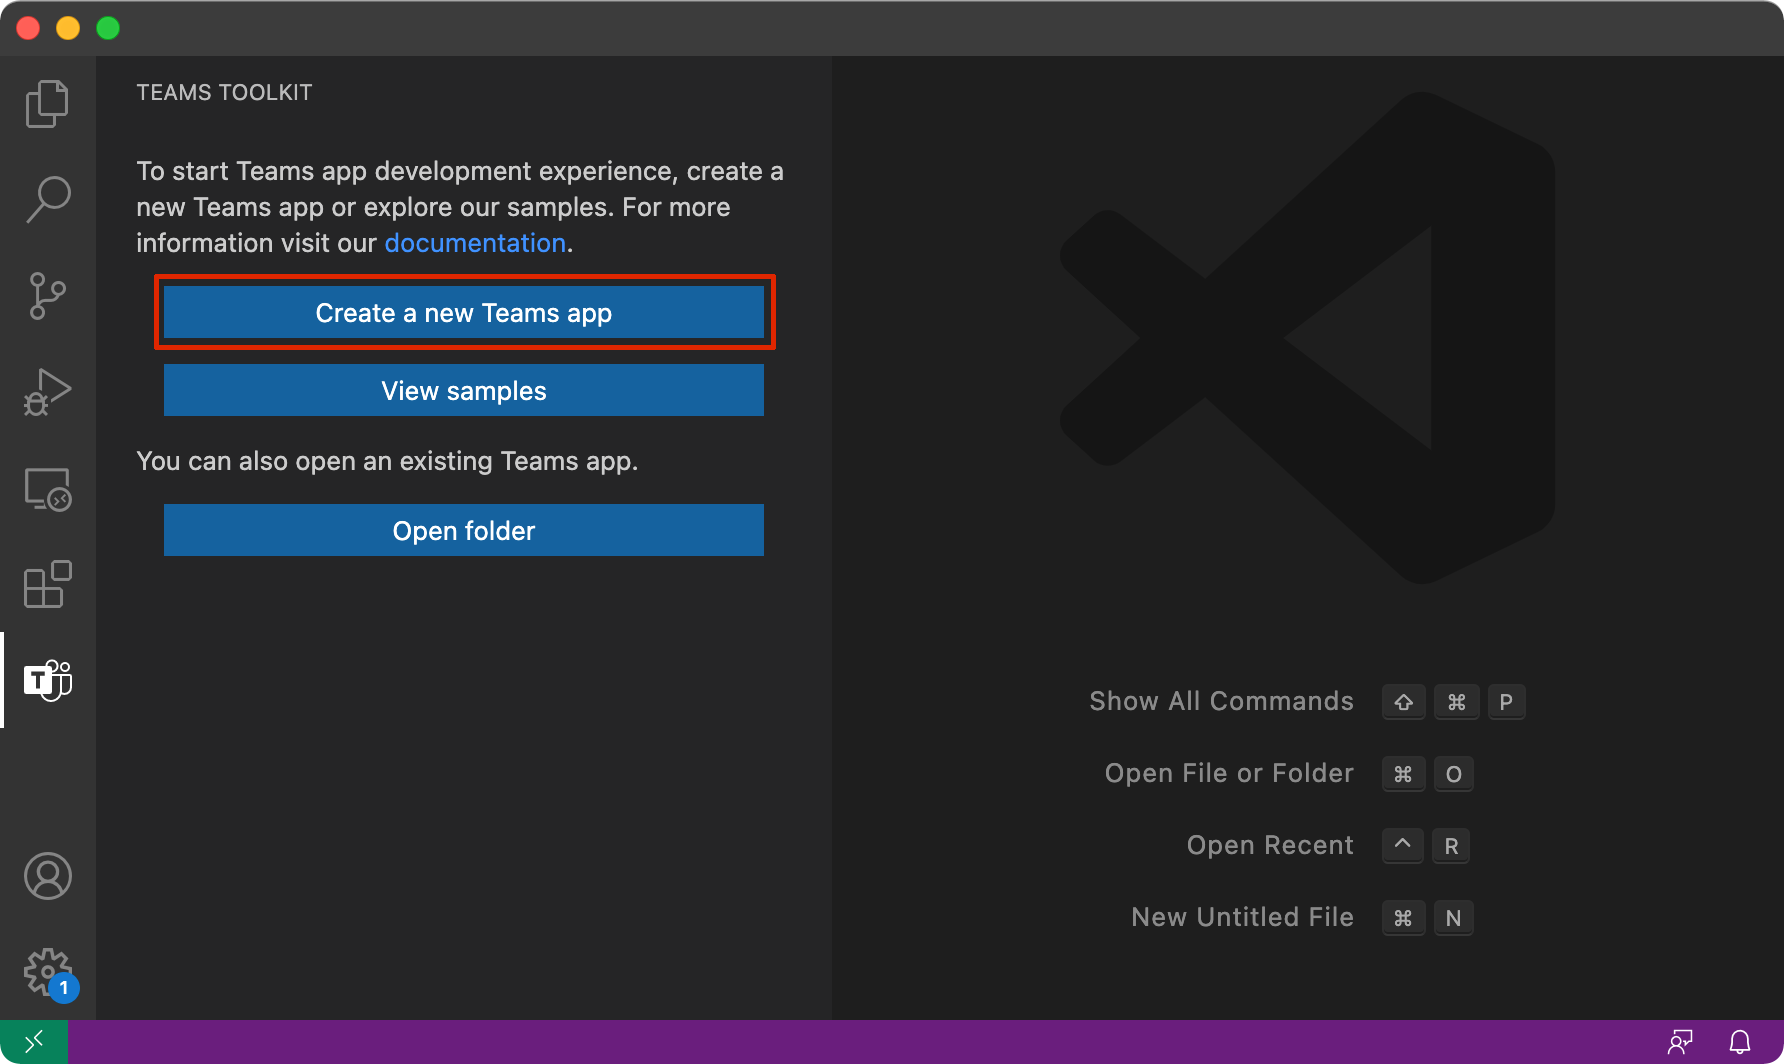 TEAMS TOOLKIT
To start Teams app development experience, create a
new Teams app or explore our samples. For more
information visit our documentation.
Create a new Teams app
View samples
You can also open an existing Teams app.
Open folder
T
1
Show All Commands ⇧ ⌘ P
Open File or Folder ⌘ O
Open Recent ^ R
New Untitled File ⌘ N